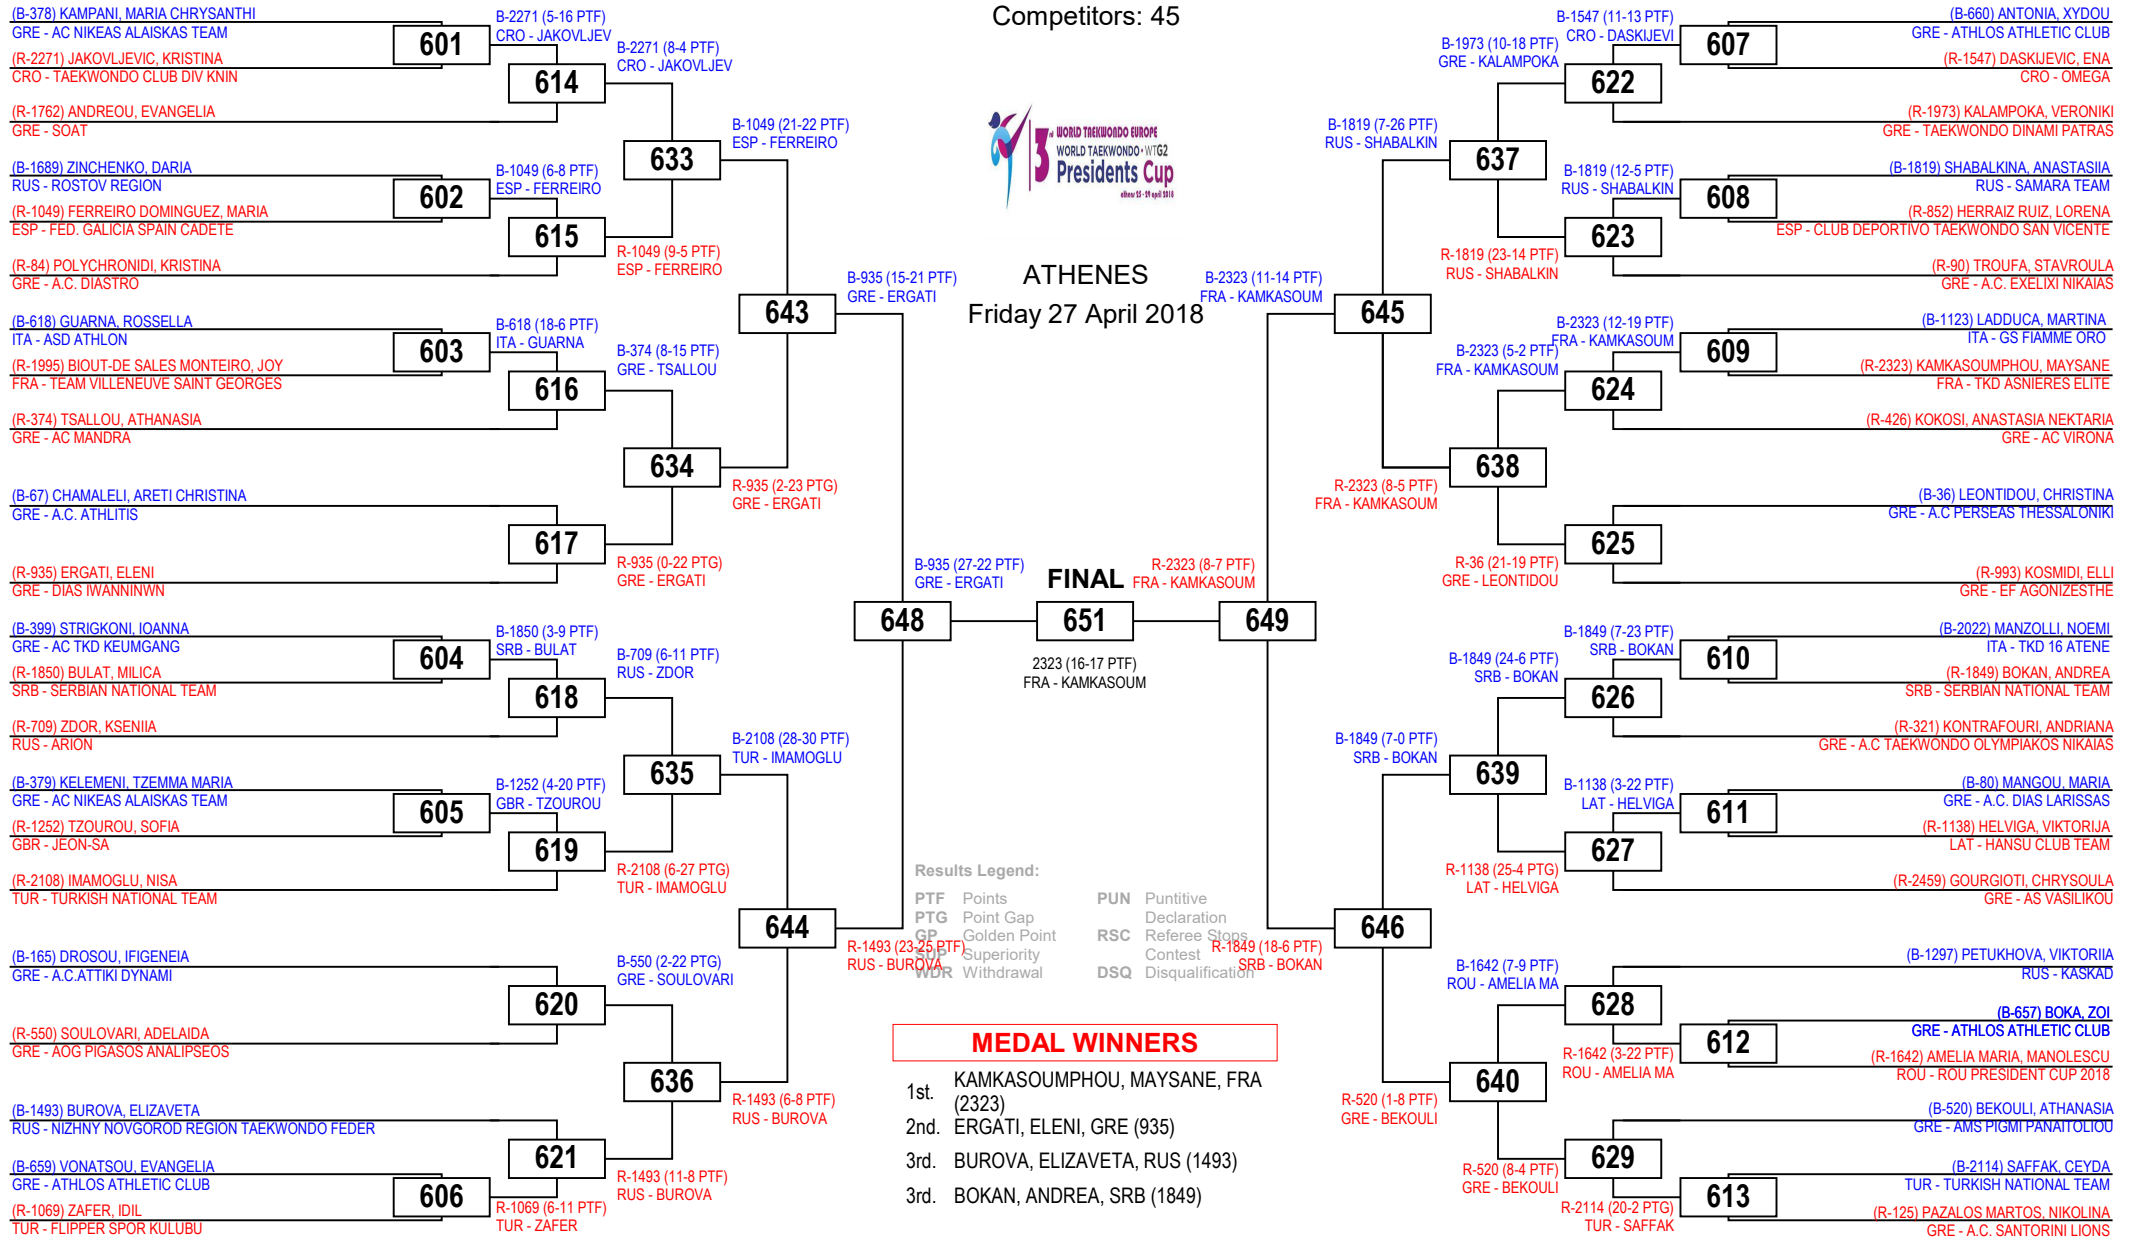 Competitors: 45
WORLD TAEKWONDO EUROPE
WORLD TAEKWONDO • WTG2
3rd Presidents Cup
athens 25 - 29 april 2018
ATHENES
Friday 27 April 2018
(B-378) KAMPANI, MARIA CHRYSANTHI
GRE - AC NIKEAS ALAISKAS TEAM
601
(R-2271) JAKOVLJEVIC, KRISTINA
CRO - TAEKWONDO CLUB DIV KNIN
B-2271 (5-16 PTF)
CRO - JAKOVLJEV
614
(R-1762) ANDREOU, EVANGELIA
GRE - SOAT
B-2271 (8-4 PTF)
CRO - JAKOVLJEV
633
(B-1689) ZINCHENKO, DARIA
RUS - ROSTOV REGION
602
(R-1049) FERREIRO DOMINGUEZ, MARIA
ESP - FED. GALICIA SPAIN CADETE
B-1049 (6-8 PTF)
ESP - FERREIRO
615
(R-84) POLYCHRONIDI, KRISTINA
GRE - A.C. DIASTRO
R-1049 (9-5 PTF)
ESP - FERREIRO
B-1049 (21-22 PTF)
ESP - FERREIRO
643
(B-618) GUARNA, ROSSELLA
ITA - ASD ATHLON
603
(R-1995) BIOUT-DE SALES MONTEIRO, JOY
FRA - TEAM VILLENEUVE SAINT GEORGES
B-618 (18-6 PTF)
ITA - GUARNA
616
(R-374) TSALLOU, ATHANASIA
GRE - AC MANDRA
B-374 (8-15 PTF)
GRE - TSALLOU
634
(B-67) CHAMALELI, ARETI CHRISTINA
GRE - A.C. ATHLITIS
617
(R-935) ERGATI, ELENI
GRE - DIAS IWANNINWN
R-935 (0-22 PTG)
GRE - ERGATI
R-935 (2-23 PTG)
GRE - ERGATI
B-935 (15-21 PTF)
GRE - ERGATI
648
(B-399) STRIGKONI, IOANNA
GRE - AC TKD KEUMGANG
604
(R-1850) BULAT, MILICA
SRB - SERBIAN NATIONAL TEAM
B-1850 (3-9 PTF)
SRB - BULAT
618
(R-709) ZDOR, KSENIIA
RUS - ARION
B-709 (6-11 PTF)
RUS - ZDOR
635
(B-379) KELEMENI, TZEMMA MARIA
GRE - AC NIKEAS ALAISKAS TEAM
605
(R-1252) TZOUROU, SOFIA
GBR - JEON-SA
B-1252 (4-20 PTF)
GBR - TZOUROU
619
(R-2108) IMAMOGLU, NISA
TUR - TURKISH NATIONAL TEAM
R-2108 (6-27 PTG)
TUR - IMAMOGLU
B-2108 (28-30 PTF)
TUR - IMAMOGLU
644
(B-165) DROSOU, IFIGENEIA
GRE - A.C.ATTIKI DYNAMI
620
(R-550) SOULOVARI, ADELAIDA
GRE - AOG PIGASOS ANALIPSEOS
B-550 (2-22 PTG)
GRE - SOULOVARI
636
(B-1493) BUROVA, ELIZAVETA
RUS - NIZHNY NOVGOROD REGION TAEKWONDO FEDER
621
(B-659) VONATSOU, EVANGELIA
GRE - ATHLOS ATHLETIC CLUB
606
(R-1069) ZAFER, IDIL
TUR - FLIPPER SPOR KULUBU
R-1069 (6-11 PTF)
TUR - ZAFER
R-1493 (11-8 PTF)
RUS - BUROVA
R-1493 (6-8 PTF)
RUS - BUROVA
R-1493 (23-25 PTF)
RUS - BUROVA
B-935 (27-22 PTF)
GRE - ERGATI
FINAL
651
2323 (16-17 PTF)
FRA - KAMKASOUM
R-2323 (8-7 PTF)
FRA - KAMKASOUM
649
B-2323 (11-14 PTF)
FRA - KAMKASOUM
645
B-1819 (7-26 PTF)
RUS - SHABALKIN
637
B-1973 (10-18 PTF)
GRE - KALAMPOKA
622
B-1547 (11-13 PTF)
CRO - DASKIJEVI
607
(B-660) ANTONIA, XYDOU
GRE - ATHLOS ATHLETIC CLUB
(R-1547) DASKIJEVIC, ENA
CRO - OMEGA
(R-1973) KALAMPOKA, VERONIKI
GRE - TAEKWONDO DINAMI PATRAS
B-1819 (12-5 PTF)
RUS - SHABALKIN
608
(B-1819) SHABALKINA, ANASTASIIA
RUS - SAMARA TEAM
(R-852) HERRAIZ RUIZ, LORENA
ESP - CLUB DEPORTIVO TAEKWONDO SAN VICENTE
623
R-1819 (23-14 PTF)
RUS - SHABALKIN
(R-90) TROUFA, STAVROULA
GRE - A.C. EXELIXI NIKAIAS
B-2323 (12-19 PTF)
FRA - KAMKASOUM
609
(B-1123) LADDUCA, MARTINA
ITA - GS FIAMME ORO
(R-2323) KAMKASOUMPHOU, MAYSANE
FRA - TKD ASNIERES ELITE
B-2323 (5-2 PTF)
FRA - KAMKASOUM
624
(R-426) KOKOSI, ANASTASIA NEKTARIA
GRE - AC VIRONA
638
R-2323 (8-5 PTF)
FRA - KAMKASOUM
(B-36) LEONTIDOU, CHRISTINA
GRE - A.C PERSEAS THESSALONIKI
625
R-36 (21-19 PTF)
GRE - LEONTIDOU
(R-993) KOSMIDI, ELLI
GRE - EF AGONIZESTHE
B-1849 (7-23 PTF)
SRB - BOKAN
610
(B-2022) MANZOLLI, NOEMI
ITA - TKD 16 ATENE
(R-1849) BOKAN, ANDREA
SRB - SERBIAN NATIONAL TEAM
B-1849 (24-6 PTF)
SRB - BOKAN
626
(R-321) KONTRAFOURI, ANDRIANA
GRE - A.C TAEKWONDO OLYMPIAKOS NIKAIAS
B-1849 (7-0 PTF)
SRB - BOKAN
639
B-1138 (3-22 PTF)
LAT - HELVIGA
611
(B-80) MANGOU, MARIA
GRE - A.C. DIAS LARISSAS
(R-1138) HELVIGA, VIKTORIJA
LAT - HANSU CLUB TEAM
627
R-1138 (25-4 PTG)
LAT - HELVIGA
(R-2459) GOURGIOTI, CHRYSOULA
GRE - AS VASILIKOU
646
R-1849 (18-6 PTF)
SRB - BOKAN
(B-1297) PETUKHOVA, VIKTORIIA
RUS - KASKAD
B-1642 (7-9 PTF)
ROU - AMELIA MA
628
(B-657) BOKA, ZOI
GRE - ATHLOS ATHLETIC CLUB
612
(R-1642) AMELIA MARIA, MANOLESCU
ROU - ROU PRESIDENT CUP 2018
R-1642 (3-22 PTF)
ROU - AMELIA MA
640
R-520 (1-8 PTF)
GRE - BEKOULI
(B-520) BEKOULI, ATHANASIA
GRE - AMS PIGMI PANAITOLIOU
629
R-520 (8-4 PTF)
GRE - BEKOULI
(B-2114) SAFFAK, CEYDA
TUR - TURKISH NATIONAL TEAM
613
R-2114 (20-2 PTG)
TUR - SAFFAK
(R-125) PAZALOS MARTOS, NIKOLINA
GRE - A.C. SANTORINI LIONS
Results Legend:
PTF Points
PTG Point Gap
GP Golden Point
SUP Superiority
WDR Withdrawal
PUN Puntitive
Declaration
RSC Referee Stops
Contest
DSQ Disqualification
MEDAL WINNERS
1st. KAMKASOUMPHOU, MAYSANE, FRA
(2323)
2nd. ERGATI, ELENI, GRE (935)
3rd. BUROVA, ELIZAVETA, RUS (1493)
3rd. BOKAN, ANDREA, SRB (1849)